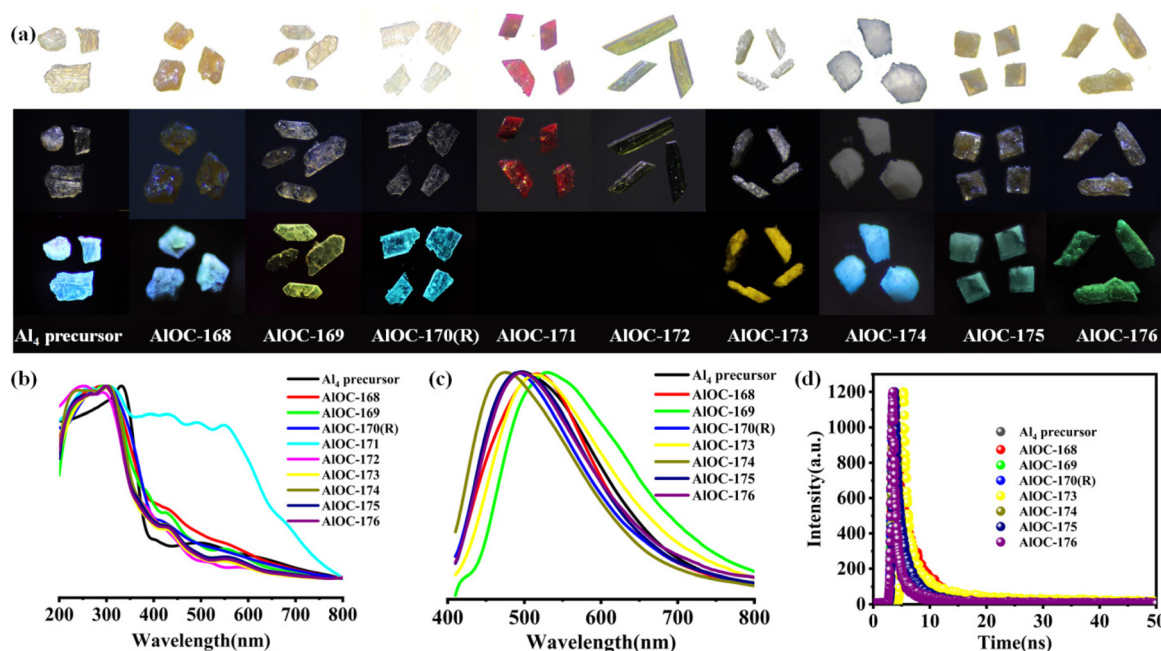 (a)
Al₄ precursor AlOC-168 AlOC-169 AlOC-170(R) AlOC-171 AlOC-172 AlOC-173 AlOC-174 AlOC-175 AlOC-176
(b)
Al₄ precursor
AlOC-168
AlOC-169
AlOC-170(R)
AlOC-171
AlOC-172
AlOC-173
AlOC-174
AlOC-175
AlOC-176
200 300 400 500 600 700 800
Wavelength(nm)
(c)
Al₄ precursor
AlOC-168
AlOC-169
AlOC-170(R)
AlOC-173
AlOC-174
AlOC-175
AlOC-176
400 500 600 700 800
Wavelength(nm)
(d)
Intensity(a.u.)
1200
1000
800
600
400
200
0
Al₄ precursor
AlOC-168
AlOC-169
AlOC-170(R)
AlOC-173
AlOC-174
AlOC-175
AlOC-176
0 10 20 30 40 50
Time(ns)